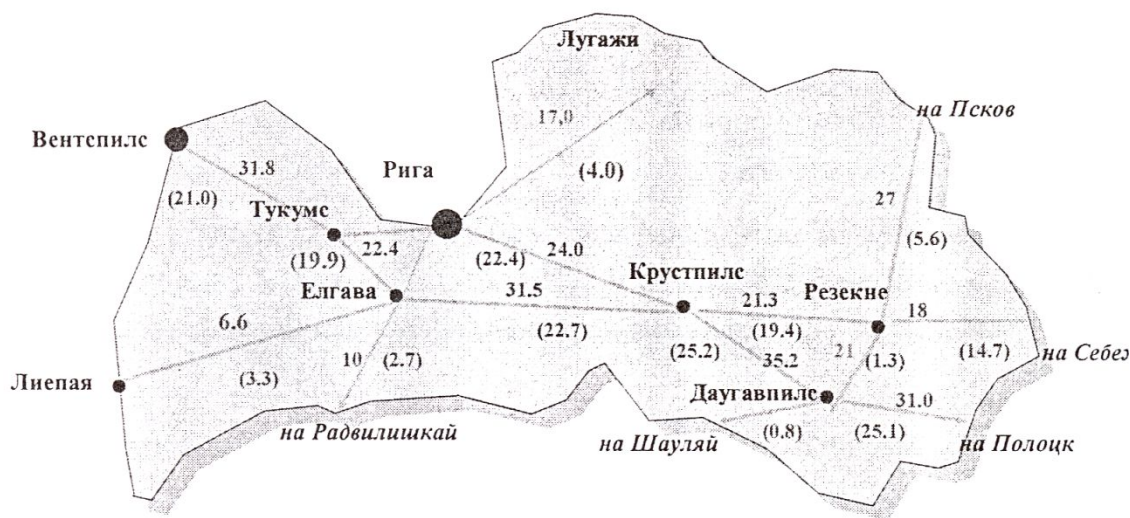 Лугажи
на Псков
17,0
Вентспилс
31.8
Рига
(4.0)
(21.0)
27
Тукумс
(5.6)
22.4
(22.4)
24.0
(19.9)
Крустпилс
Елгава
31.5
21.3
Резекне
18
6.6
(22.7)
(19.4)
(25.2)
35.2
21
(1.3)
(14.7)
на Себеж
10
(2.7)
Лиепая
(3.3)
Даугавпилс
31.0
на Радвилишкай
на Шауляй
(0.8)
(25.1)
на Полоцк